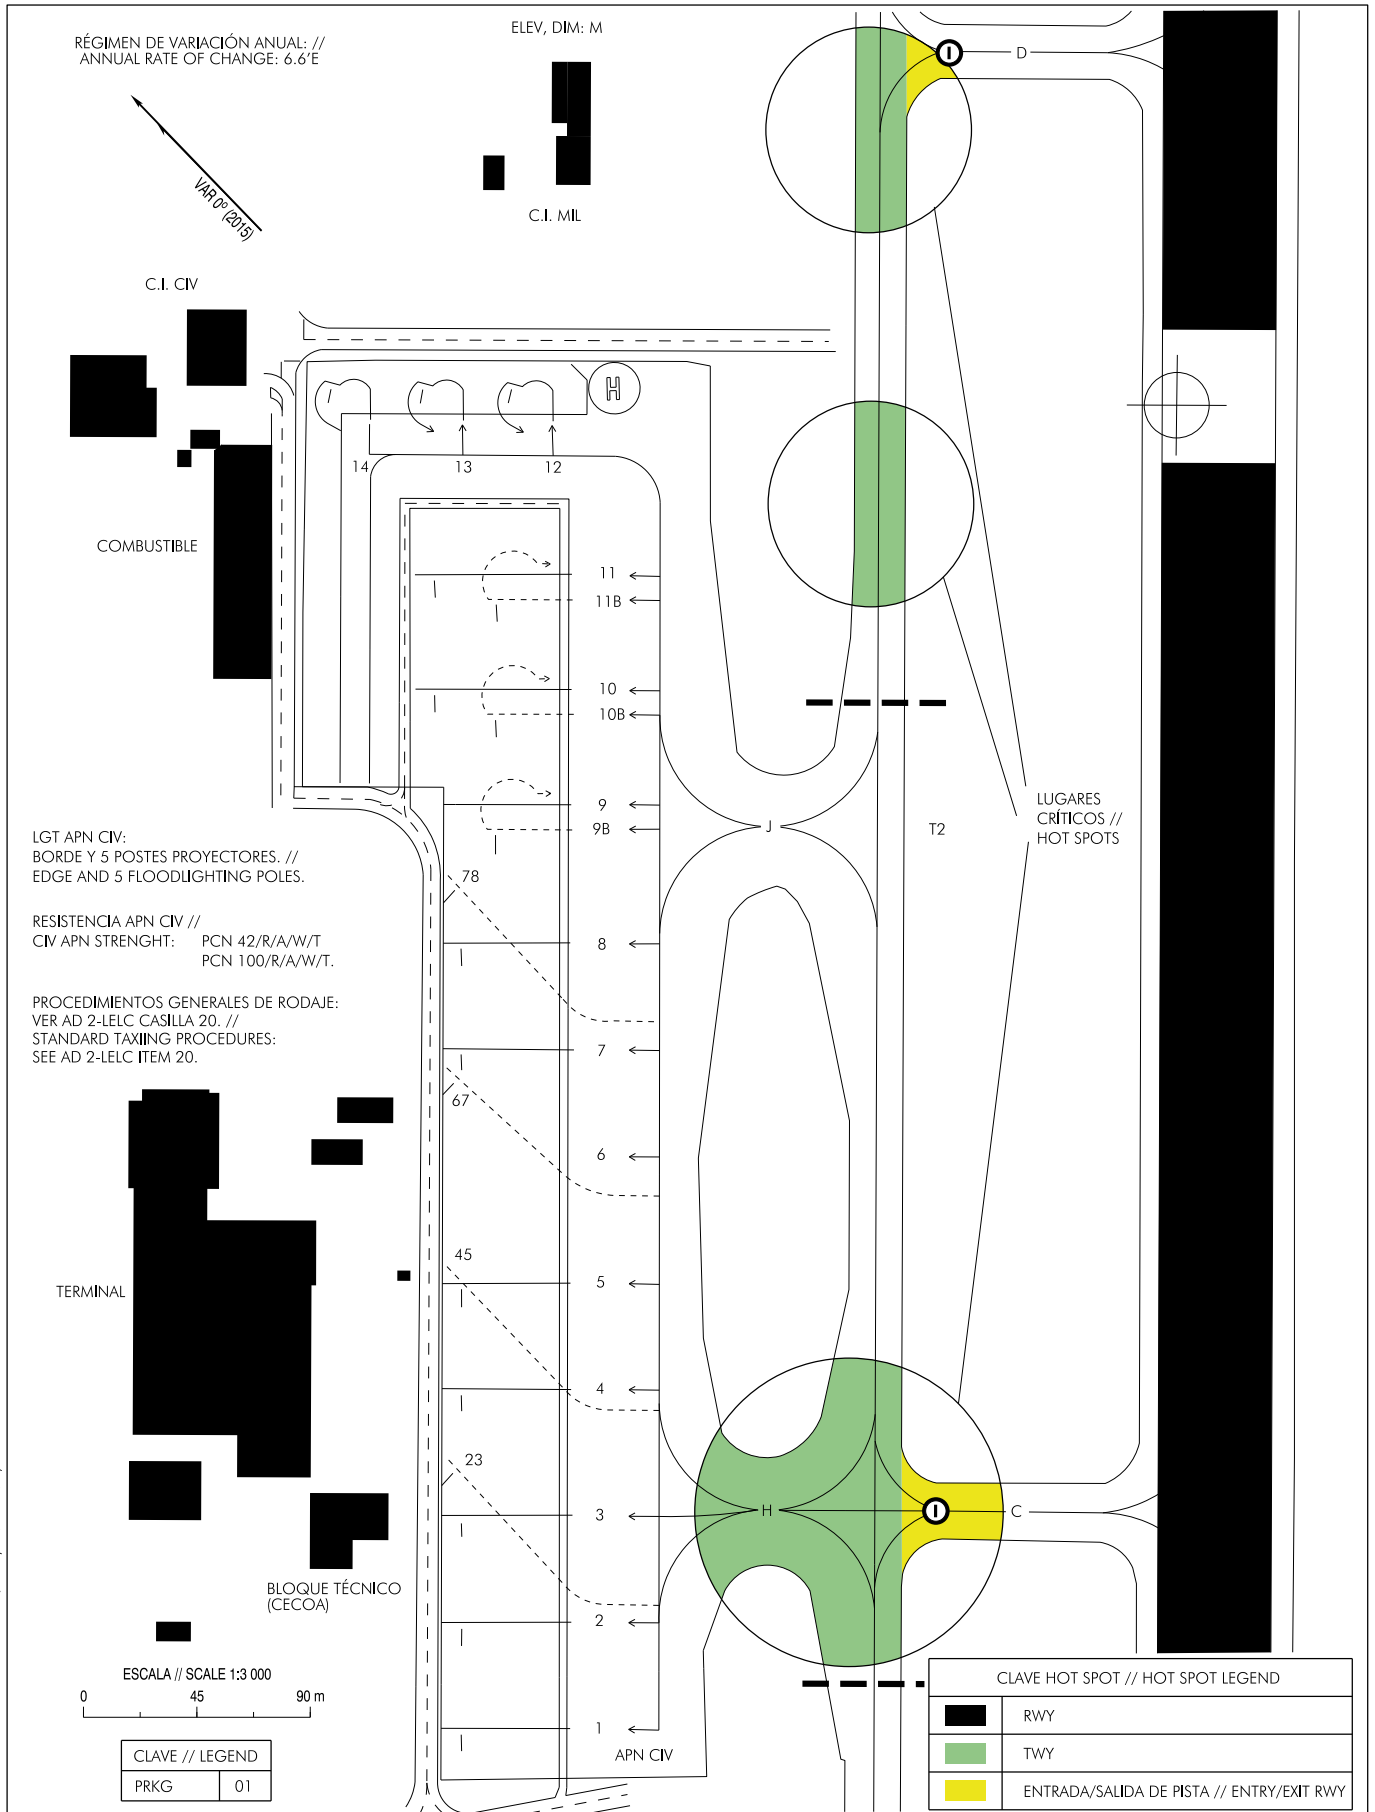 RÉGIMEN DE VARIACIÓN ANUAL: //
ANNUAL RATE OF CHANGE: 6.6'E
ELEV, DIM: M
VAR 0º (2015)
C.I. MIL
D
C.I. CIV
H
14
13
12
COMBUSTIBLE
11
11B
10
10B
9
9B
J
T2
LUGARES
CRÍTICOS //
HOT SPOTS
LGT APN CIV:
BORDE Y 5 POSTES PROYECTORES. //
EDGE AND 5 FLOODLIGHTING POLES.
78
8
RESISTENCIA APN CIV //
CIV APN STRENGHT: PCN 42/R/A/W/T
PCN 100/R/A/W/T.
PROCEDIMIENTOS GENERALES DE RODAJE:
VER AD 2-LELC CASILLA 20. //
STANDARD TAXIING PROCEDURES:
SEE AD 2-LELC ITEM 20.
7
67
6
45
5
TERMINAL
4
23
3
H
I
C
I
BLOQUE TÉCNICO
(CECOA)
2
1
APN CIV
ESCALA // SCALE 1:3 000
0 45 90 m
CLAVE // LEGEND
PRKG 01
CLAVE HOT SPOT // HOT SPOT LEGEND
RWY
TWY
ENTRADA/SALIDA DE PISTA // ENTRY/EXIT RWY